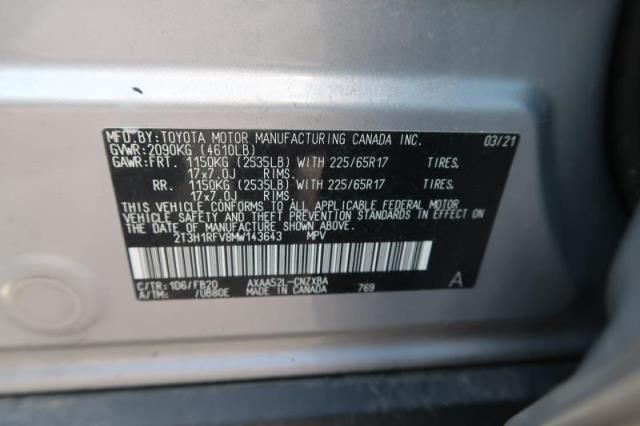 MFD.BY:TOYOTA MOTOR MANUFACTURING CANADA INC. 03/21
GVWR:2090KG (4610LB)
GAWR:FRT. 1150KG (2535LB) WITH 225/65R17 TIRES,
17x7.0J RIMS.
RR. 1150KG (2535LB) WITH 225/65R17 TIRES,
17x7.0J RIMS.
THIS VEHICLE CONFORMS TO ALL APPLICABLE FEDERAL MOTOR
VEHICLE SAFETY AND THEFT PREVENTION STANDARDS IN EFFECT ON
THE DATE OF MANUFACTURE SHOWN ABOVE.
2T3H1RFV8MW143643 MPV
C/TR:1D6/FB20 AXAA52L-CNZXBA A
A/TM: /UB80E MADE IN CANADA 769